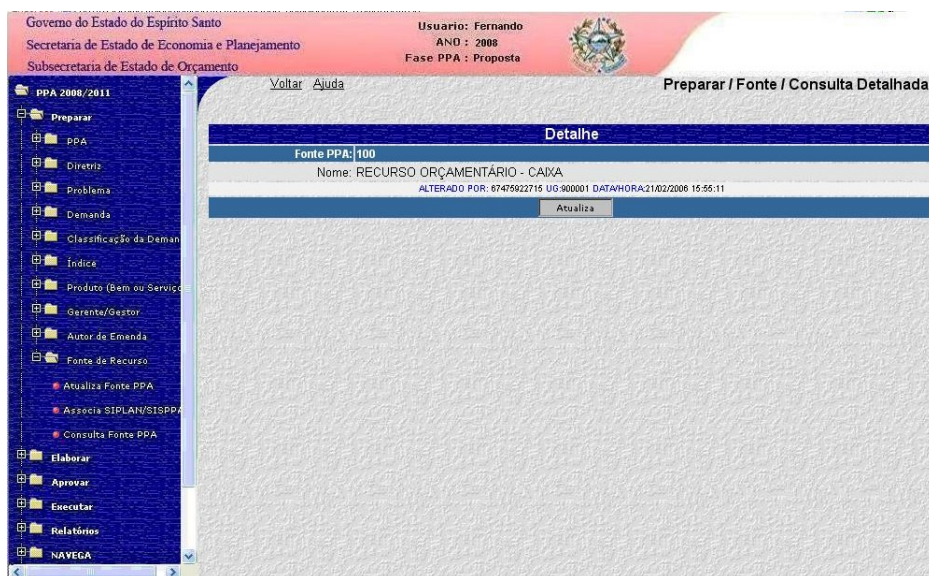 Governo do Estado do Espírito Santo
Secretaria de Estado de Economia e Planejamento
Subsecretaria de Estado de Orçamento
Usuario: Fernando
ANO : 2008
Fase PPA : Proposta
Voltar Ajuda
Preparar / Fonte / Consulta Detalhada
PPA 2008/2011
Preparar
PPA
Diretriz
Problema
Demanda
Classificação da Deman
Índice
Produto (Bem ou Serviço
Gerente/Gestor
Autor de Emenda
Fonte de Recurso
Atualiza Fonte PPA
Associa SIPLAN/SISPPA
Consulta Fonte PPA
Elaborar
Aprovar
Executar
Relatórios
NAVEGA
Detalhe
Fonte PPA: 100
Nome: RECURSO ORÇAMENTÁRIO - CAIXA
ALTERADO POR: 67475922715 UG:900001 DATA/HORA:21/02/2006 15:55:11
Atualiza